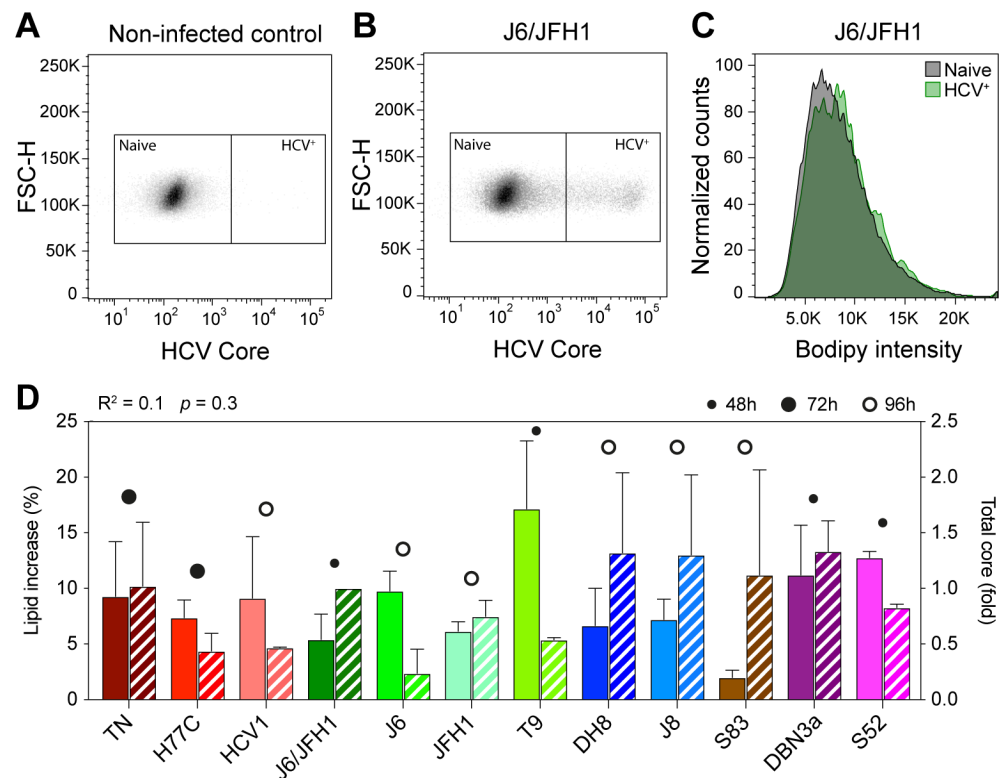 A
Non-infected control
250K
200K
150K
100K
50K
0
Naive
HCV⁺
10¹ 10² 10³ 10⁴ 10⁵
FSC-H
HCV Core
B
J6/JFH1
250K
200K
150K
100K
50K
0
Naive
HCV⁺
10¹ 10² 10³ 10⁴ 10⁵
FSC-H
HCV Core
C
J6/JFH1
Naive
HCV⁺
100
80
60
40
20
0
5.0K 10K 15K 20K
Normalized counts
Bodipy intensity
D
R² = 0.1 p = 0.3
48h 72h 96h
25
20
15
10
5
0
Lipid increase (%)
2.5
2.0
1.5
1.0
0.5
0.0
Total core (fold)
TN H77C HCV1 J6/JFH1 J6 JFH1 T9 DH8 J8 S83 DBN3a S52